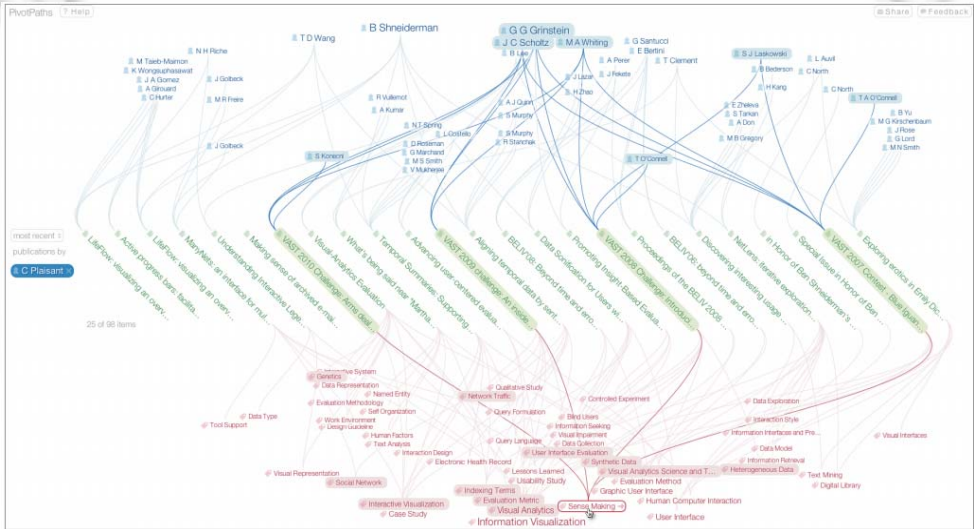 PivotPaths
? Help
Share
Feedback
B Shneiderman
T D Wang
G G Grinstein
J C Scholtz
M A Whiting
B Lee
G Santucci
E Bertini
N H Riche
M Taieb-Maimon
K Wongsuphasawat
J A Gomez
A Girouard
C Hurter
J Golbeck
M R Freire
J Golbeck
A Perer
T Clement
J Fekete
J Lazar
H Zhao
S J Laskowski
B Bederson
L Auvil
C North
H Kang
C North
T A O'Connell
R Vuillemot
A Kumar
A J Quinn
S Murphy
E Zheleva
S Tarkan
A Don
B Yu
M G Kirschenbaum
J Rose
G Lord
M N Smith
N T Spring
L Costello
S Murphy
R Stanchak
M B Gregory
D Roseman
G Marchand
M S Smith
V Mukherjee
S Konecni
T O'Connell
most recent
publications by
C Plaisant ×
25 of 98 items
LifeFlow: visualizing an overv...
Active progress bars: facilita...
LifeFlow: visualizing an overv...
ManyNets: an interface for mul...
Understanding Interactive Lege...
Making sense of archived e-mai...
VAST 2010 Challenge: Arms deal...
Visual Analytics Evaluation
What's being said near "Martha...
Temporal Summaries: Supporting...
Advancing user-centered evalua...
VAST 2009 challenge: An inside...
Aligning temporal data by sent...
BELIV'08: Beyond time and erro...
Data Sonification for Users wi...
Promoting Insight-Based Evalua...
VAST 2008 Challenge: Introduc...
Proceedings of the BELIV 2006 ...
BELIV'06: beyond time and erro...
Discovering interesting usage ...
NetLens: iterative exploration...
In Honor of Ben Shneiderman's ...
Special Issue in Honor of Ben ...
VAST 2007 Contest - Blue Iguan...
Exploring erotics in Emily Dic...
Genetics
Data Representation
Named Entity
Evaluation Methodology
Self Organization
Data Type
Tool Support
Work Environment
Design Guideline
Human Factors
Text Analysis
Interaction Design
Qualitative Study
Network Traffic
Query Formulation
Controlled Experiment
Blind Users
Information Seeking
Visual Impairment
Data Collection
Query Language
User Interface Evaluation
Data Exploration
Interaction Style
Information Interfaces and Pre...
Visual Interfaces
Data Model
Information Retrieval
Heterogeneous Data
Text Mining
Digital Library
Electronic Health Record
Synthetic Data
Visual Analytics Science and T...
Evaluation Method
Lessons Learned
Usability Study
Visual Representation
Social Network
Indexing Terms
Graphic User Interface
Evaluation Metric
Human Computer Interaction
Interactive Visualization
Case Study
Visual Analytics
Sense Making
Information Visualization
User Interface